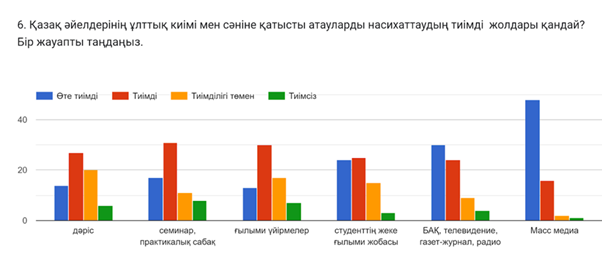 6. Қазақ әйелдерінің ұлттық киімі мен сәніне қатысты атауларды насихаттаудың тиімді жолдары қандай?
Бір жауапты таңдаңыз.
Өте тиімді Тиімді Тиімділігі төмен Тиімсіз
40
20
0
дәріс
семинар,
практикалық сабақ
ғылыми үйірмелер
студенттің жеке
ғылыми жобасы
БАҚ, телевидение,
газет-журнал, радио
Масс медиа